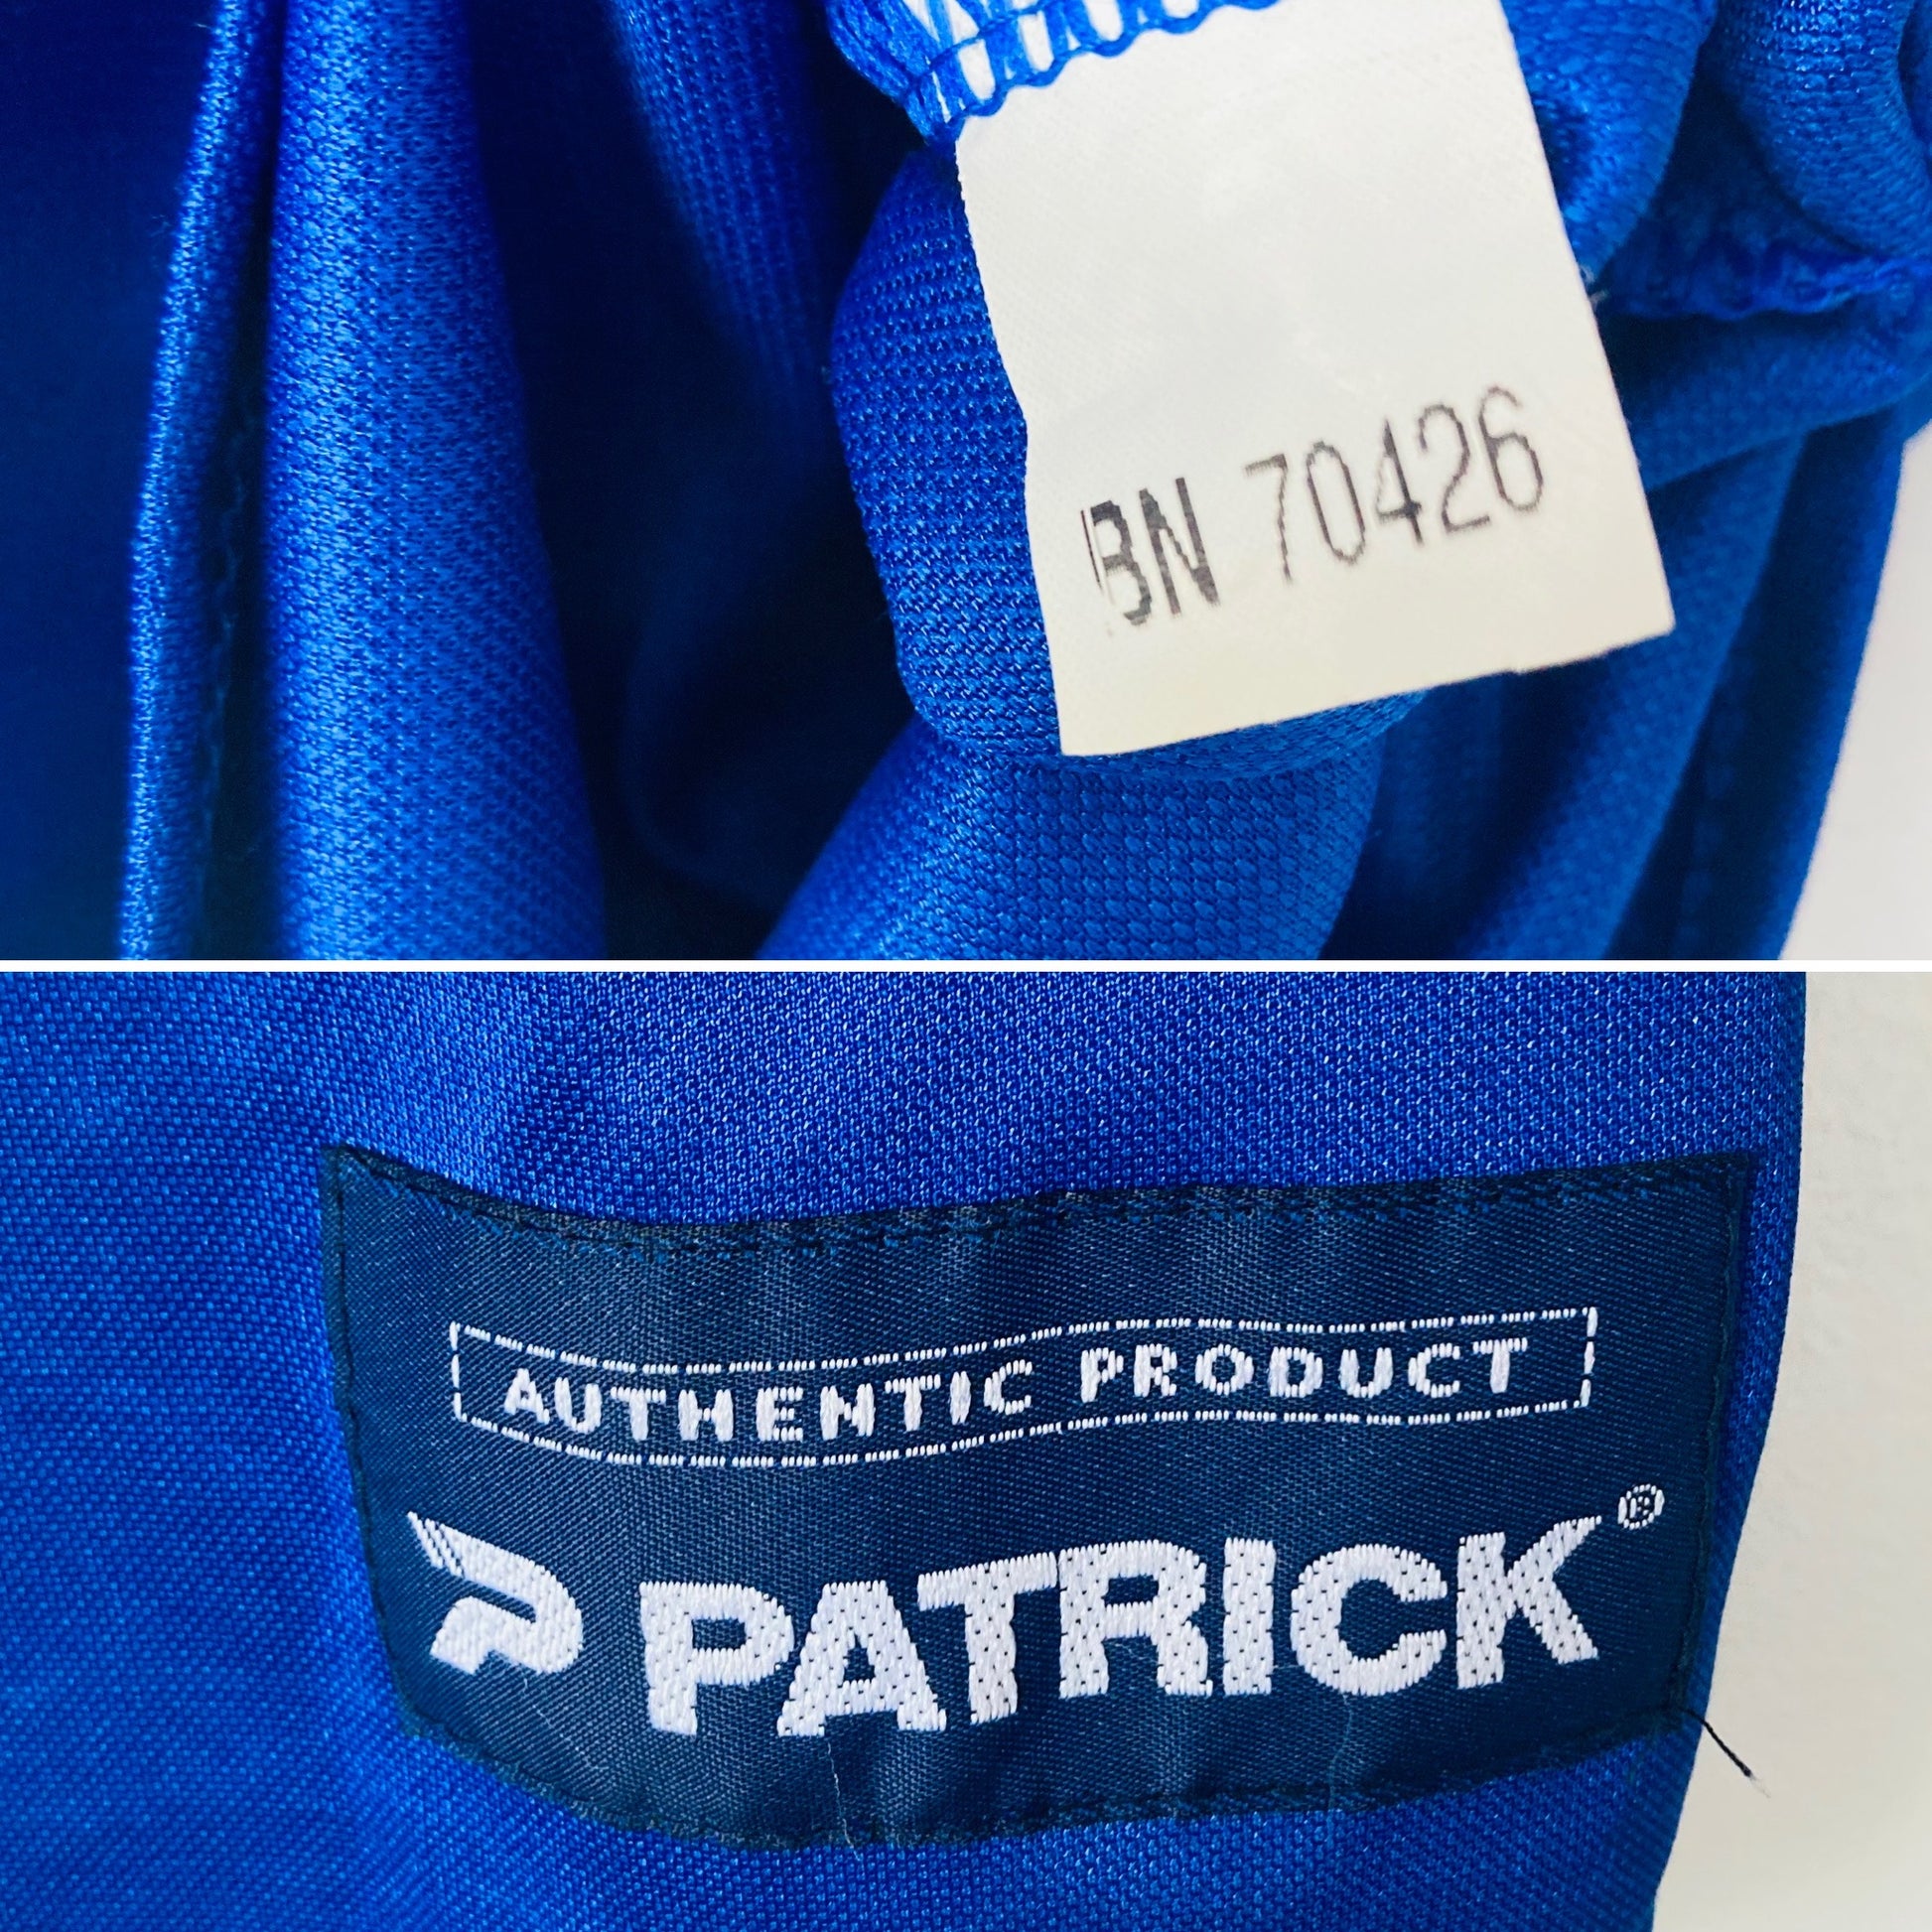 BN 70426
AUTHENTIC PRODUCT
PATRICK®